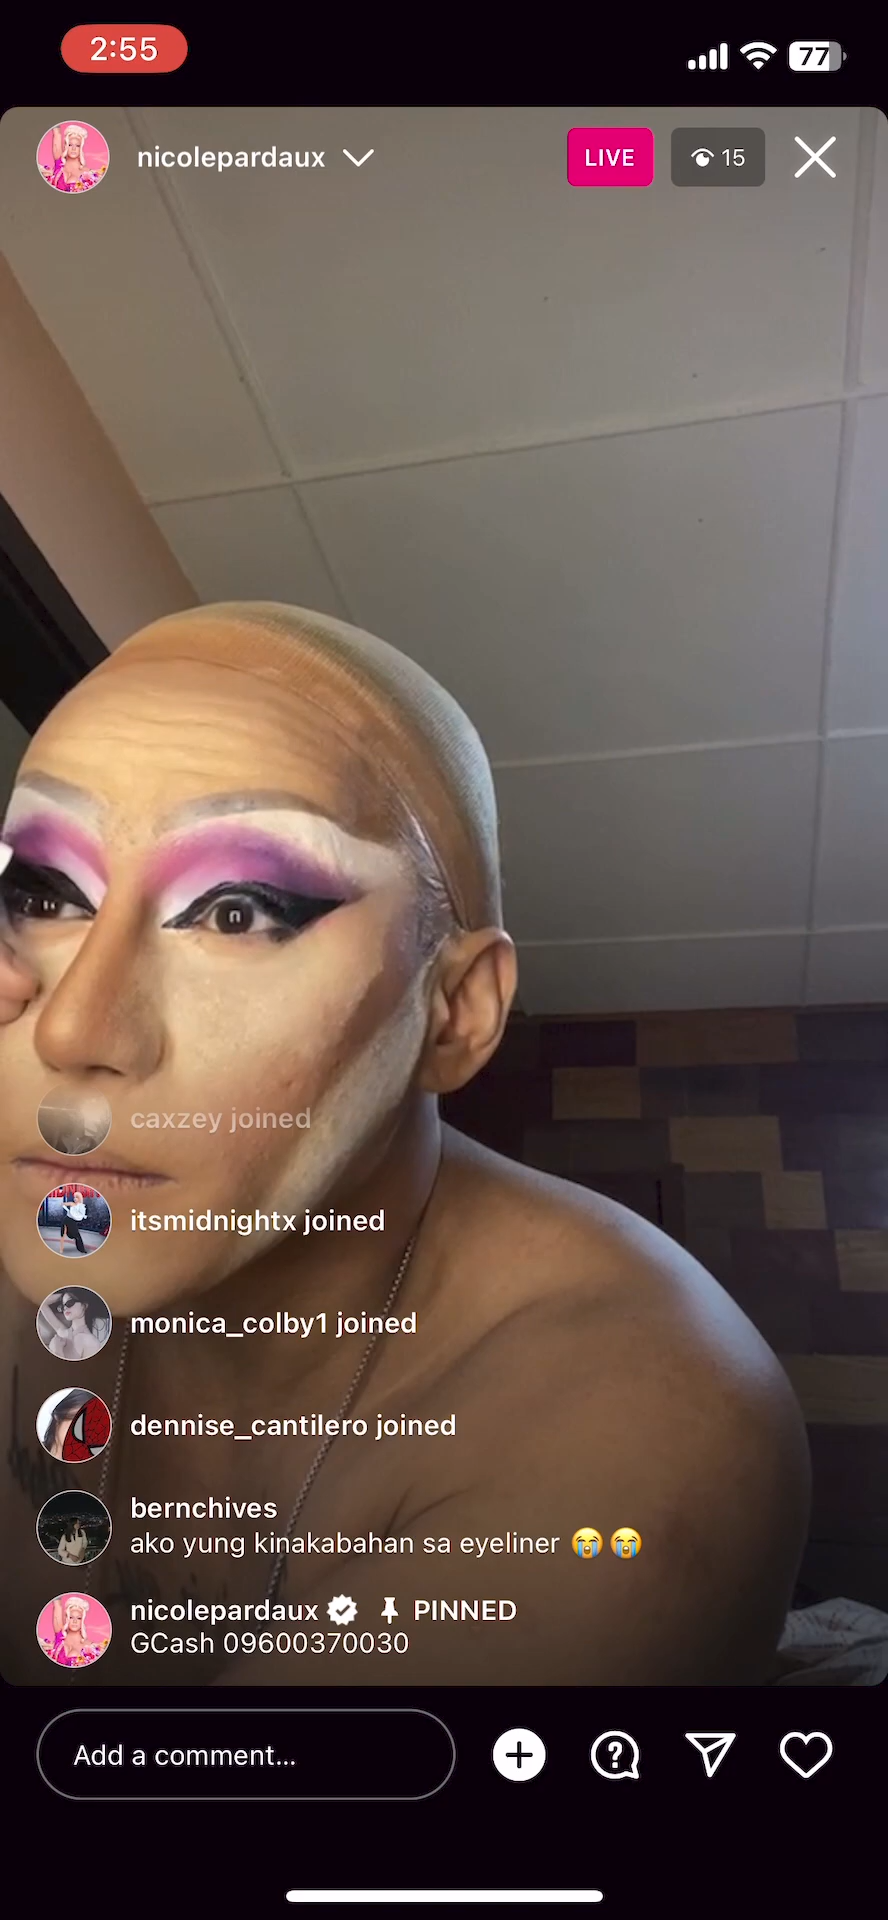 2:55
77
nicolepardaux
LIVE
15
caxzey joined
itsmidnightx joined
monica_colby1 joined
dennise_cantilero joined
bernchives
ako yung kinakabahan sa eyeliner 😭😭
nicolepardaux PINNED
GCash 09600370030
Add a comment...